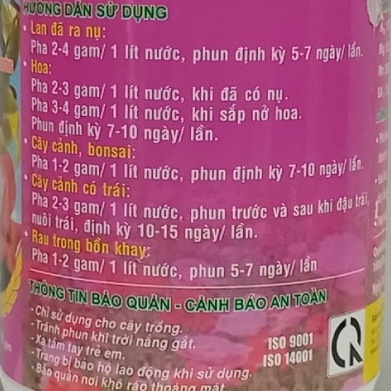 HƯỚNG DẪN SỬ DỤNG
• Lan đã ra nụ:
Pha 2-4 gam/ 1 lít nước, phun định kỳ 5-7 ngày/ lần.
• Hoa:
Pha 2-3 gam/ 1 lít nước, khi đã có nụ.
Pha 3-4 gam/ 1 lít nước, khi sắp nở hoa.
Phun định kỳ 7-10 ngày/ lần.
• Cây cảnh, bonsai:
Pha 1-2 gam/ 1 lít nước, phun định kỳ 7-10 ngày/ lần.
• Cây cảnh có trái:
Pha 2-3 gam/ 1 lít nước, phun trước và sau khi đậu trái,
nuôi trái, định kỳ 10-15 ngày/ lần.
• Rau trong bồn khay:
Pha 1-2 gam/ 1 lít nước, phun 5-7 ngày/ lần
THÔNG TIN BẢO QUẢN - CẢNH BÁO AN TOÀN
- Chỉ sử dụng cho cây trồng.
- Tránh phun khi trời nắng gắt.
- Xa tầm tay trẻ em.
- Trang bị bảo hộ lao động khi sử dụng.
- Bảo quản nơi khô ráo thoáng mát.
ISO 9001
ISO 14001